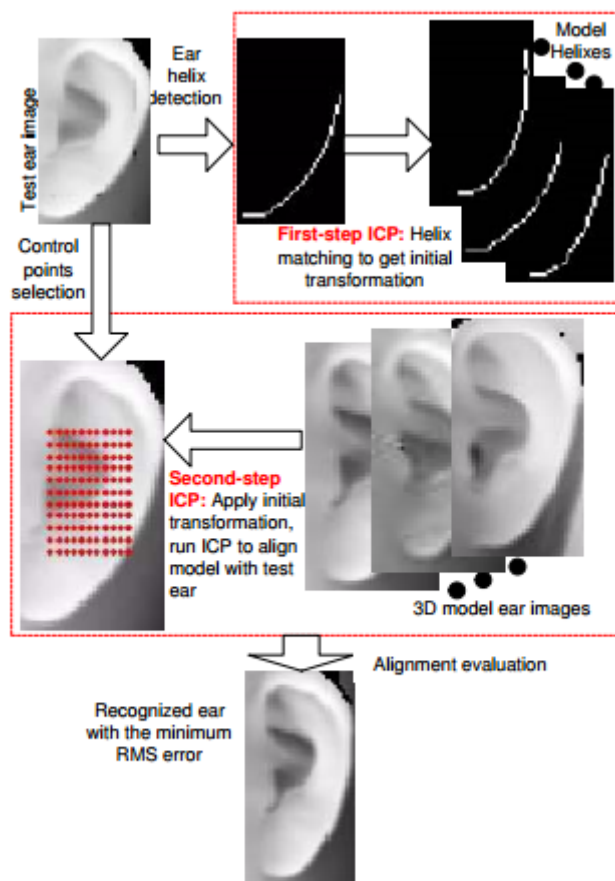 Test ear image
Ear
helix
detection
Model
Helixes
First-step ICP: Helix
matching to get initial
transformation
Control
points
selection
Second-step
ICP: Apply initial
transformation,
run ICP to align
model with test
ear
3D model ear images
Alignment evaluation
Recognized ear
with the minimum
RMS error